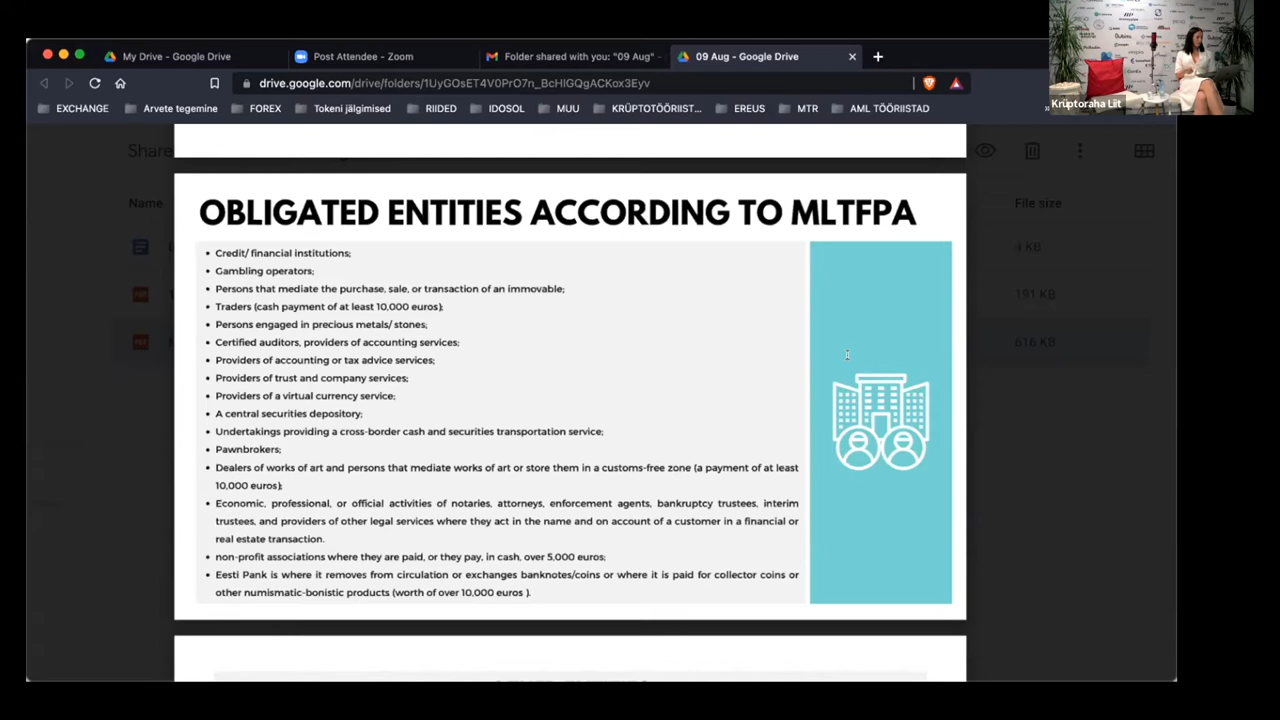 My Drive - Google Drive
Post Attendee - Zoom
Folder shared with you: "09 Aug" -
09 Aug - Google Drive
EXCHANGE
Arvete tegemine
FOREX
Tokeni jälgimised
RIIDED
IDOSOL
MUU
KRÜPTOTÖÖRIIST...
EREUS
MTR
AML TÖÖRIISTAD
Krüptoraha Liit
Share
Name
File size
OBLIGATED ENTITIES ACCORDING TO MLTFPA
• Credit/ financial institutions;
• Gambling operators;
• Persons that mediate the purchase, sale, or transaction of an immovable;
• Traders (cash payment of at least 10,000 euros);
• Persons engaged in precious metals/ stones;
• Certified auditors, providers of accounting services;
• Providers of accounting or tax advice services;
• Providers of trust and company services;
• Providers of a virtual currency service;
• A central securities depository;
• Undertakings providing a cross-border cash and securities transportation service;
• Pawnbrokers;
• Dealers of works of art and persons that mediate works of art or store them in a customs-free zone (a payment of at least
10,000 euros);
• Economic, professional, or official activities of notaries, attorneys, enforcement agents, bankruptcy trustees, interim
trustees, and providers of other legal services where they act in the name and on account of a customer in a financial or
real estate transaction.
• non-profit associations where they are paid, or they pay, in cash, over 5,000 euros;
• Eesti Pank is where it removes from circulation or exchanges banknotes/coins or where it is paid for collector coins or
other numismatic-bonistic products (worth of over 10,000 euros ).
191 KB
616 KB